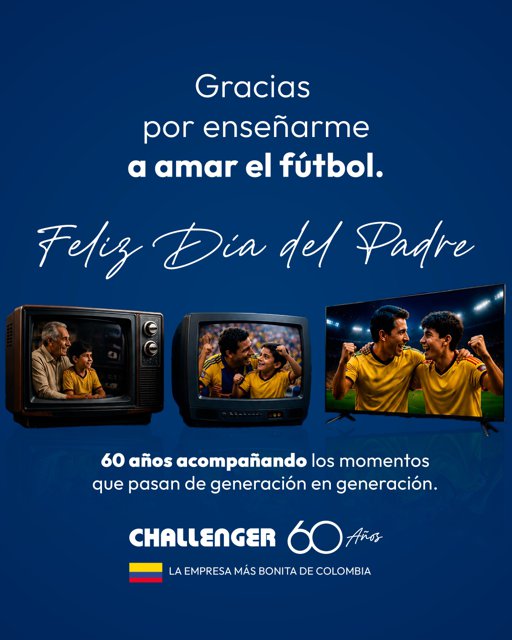 Gracias
por enseñarme
a amar el fútbol.
Feliz Día del Padre
60 años acompañando los momentos
que pasan de generación en generación.
CHALLENGER 60 Años
LA EMPRESA MÁS BONITA DE COLOMBIA